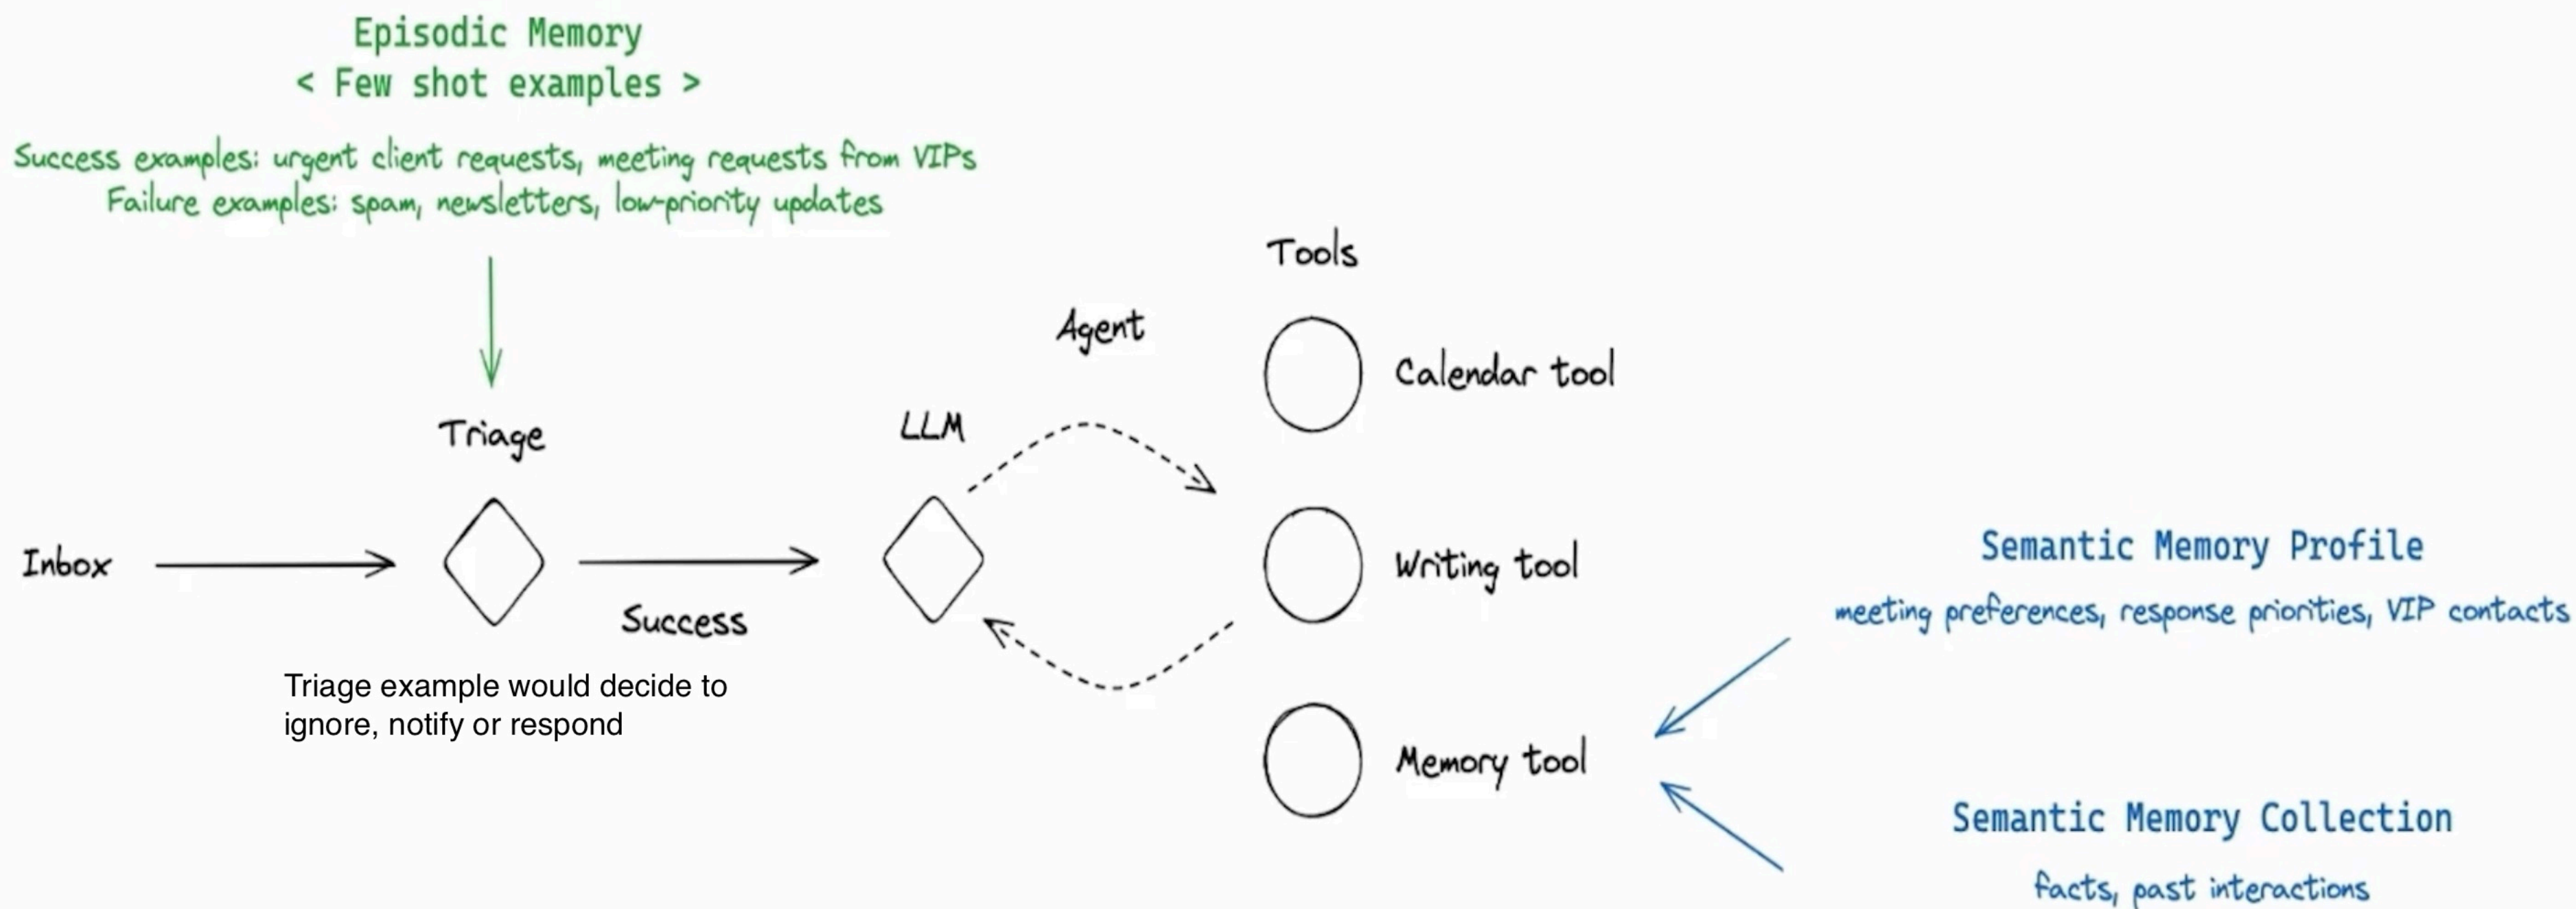 Episodic Memory
< Few shot examples >
Success examples: urgent client requests, meeting requests from VIPs
Failure examples: spam, newsletters, low-priority updates
Tools
Agent
Calendar tool
LLM
Triage
Inbox
Success
Writing tool
Triage example would decide to
ignore, notify or respond
Memory tool
Semantic Memory Profile
meeting preferences, response priorities, VIP contacts
Semantic Memory Collection
facts, past interactions